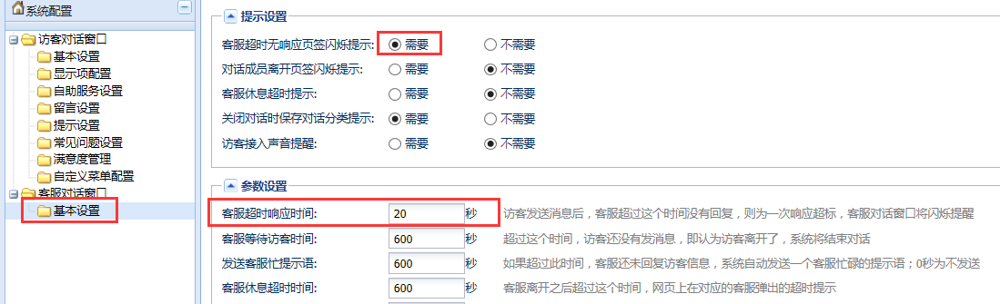 系统配置
访客对话窗口
基本设置
显示项配置
自助服务设置
留言设置
提示设置
常见问题设置
满意度管理
自定义菜单配置
客服对话窗口
基本设置
提示设置
客服超时无响应页签闪烁提示: 需要 不需要
对话成员离开页签闪烁提示: 需要 不需要
客服休息超时提示: 需要 不需要
关闭对话时保存对话分类提示: 需要 不需要
访客接入声音提醒: 需要 不需要
参数设置
客服超时响应时间: 20 秒 访客发送消息后，客服超过这个时间没有回复，则为一次响应超标，客服对话窗口将闪烁提醒
客服等待访客时间: 600 秒 超过这个时间，访客还没有发消息，即认为访客离开了，系统将结束对话
发送客服忙提示语: 600 秒 如果超过此时间，客服还未回复访客信息，系统自动发送一个客服忙碌的提示语；0秒为不发送
客服休息超时时间: 600 秒 客服离开之后超过这个时间，网页上在对应的客服弹出的超时提示